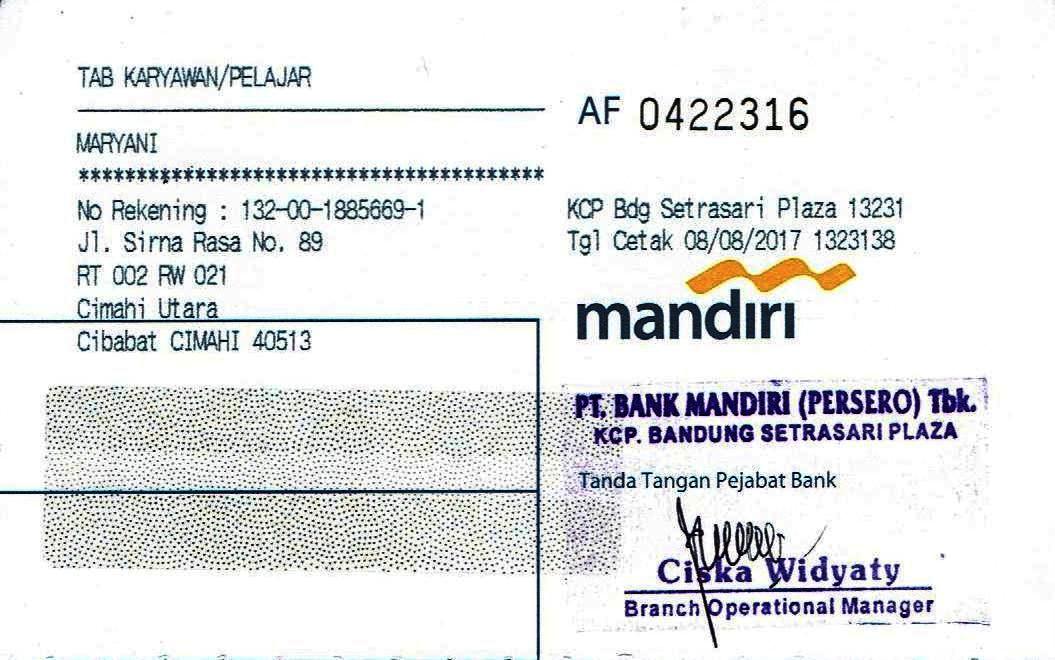 TAB KARYAWAN/PELAJAR
MARYANI
****************************************
No Rekening : 132-00-1885669-1
Jl. Sirna Rasa No. 89
RT 002 RW 021
Cimahi Utara
Cibabat CIMAHI 40513
AF 0422316
KCP Bdg Setrasari Plaza 13231
Tgl Cetak 08/08/2017 1323138
mandiri
PT. BANK MANDIRI (PERSERO) Tbk.
KCP. BANDUNG SETRASARI PLAZA
Tanda Tangan Pejabat Bank
Ciska Widyaty
Branch Operational Manager